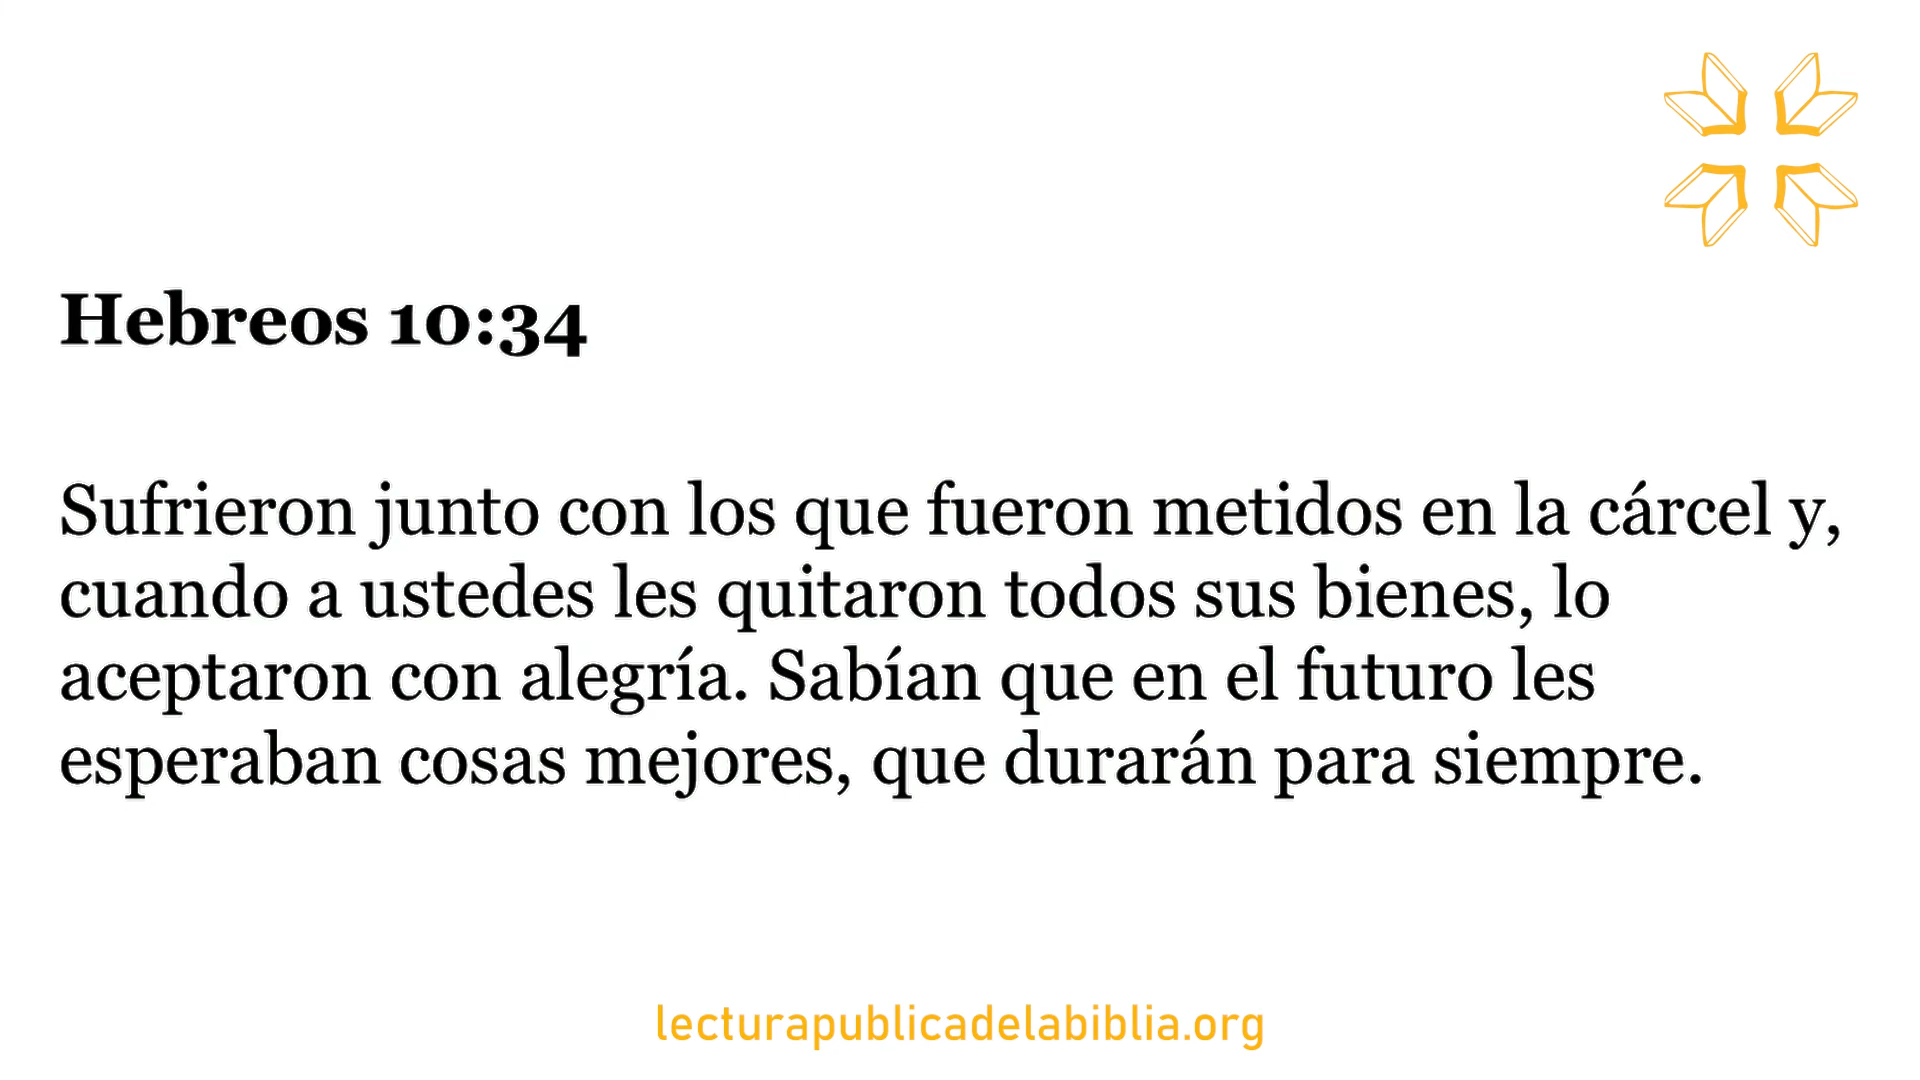 Hebreos 10:34
Sufrieron junto con los que fueron metidos en la cárcel y,
cuando a ustedes les quitaron todos sus bienes, lo
aceptaron con alegría. Sabían que en el futuro les
esperaban cosas mejores, que durarán para siempre.
lecturapublicadelabiblia.org